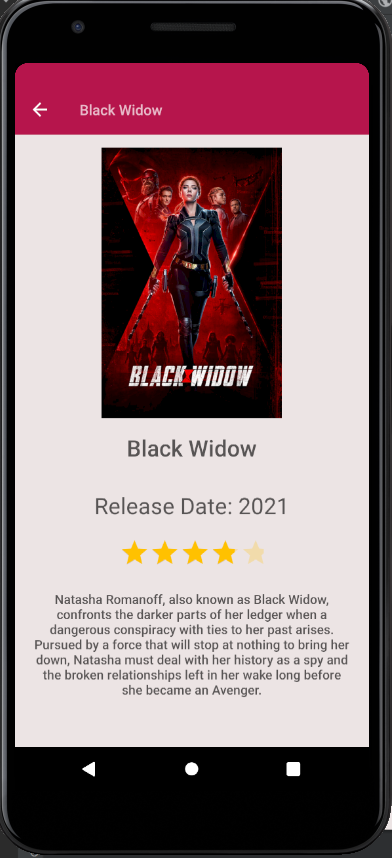 Black Widow
BLACK WIDOW
Black Widow
Release Date: 2021
Natasha Romanoff, also known as Black Widow,
confronts the darker parts of her ledger when a
dangerous conspiracy with ties to her past arises.
Pursued by a force that will stop at nothing to bring her
down, Natasha must deal with her history as a spy and
the broken relationships left in her wake long before
she became an Avenger.